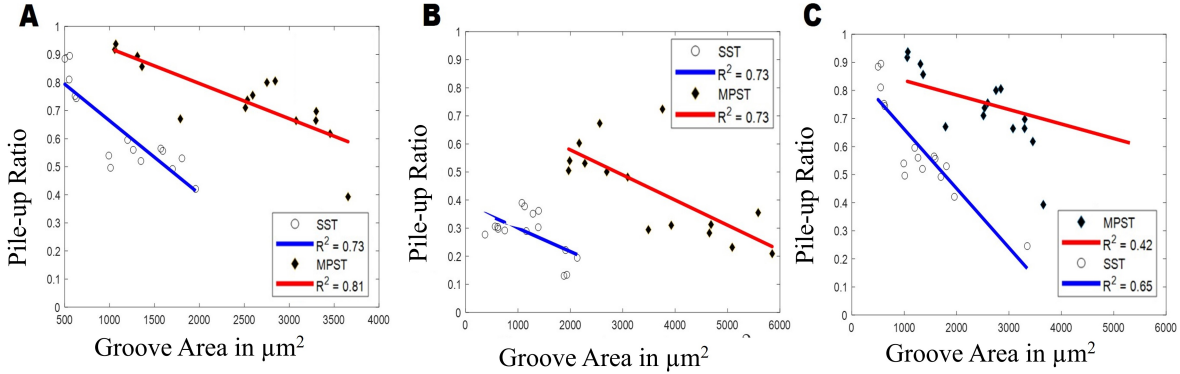 A
Pile-up Ratio
1
0.9
0.8
0.7
0.6
0.5
0.4
0.3
0.2
0.1
0
500 1000 1500 2000 2500 3000 3500 4000
Groove Area in µm²
SST
R² = 0.73
MPST
R² = 0.81
B
Pile-up Ratio
1
0.9
0.8
0.7
0.6
0.5
0.4
0.3
0.2
0.1
0
0 1000 2000 3000 4000 5000 6000
Groove Area in µm²
SST
R² = 0.73
MPST
R² = 0.73
C
Pile-up Ratio
1
0.9
0.8
0.7
0.6
0.5
0.4
0.3
0.2
0.1
0
0 1000 2000 3000 4000 5000 6000
Groove Area in µm²
MPST
R² = 0.42
SST
R² = 0.65